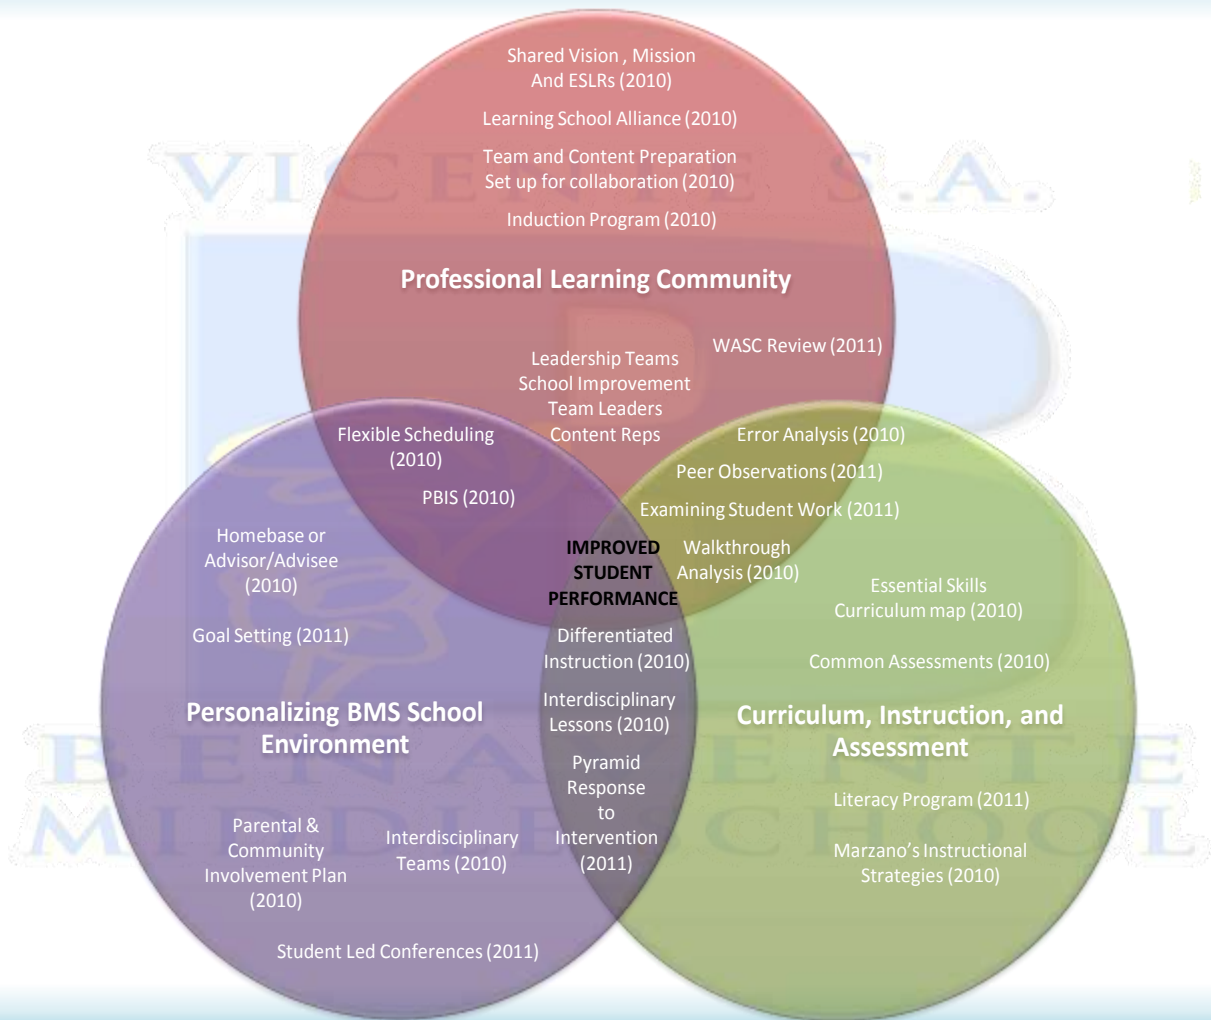 Shared Vision , Mission
And ESLRs (2010)
Learning School Alliance (2010)
Team and Content Preparation
Set up for collaboration (2010)
Induction Program (2010)
VICENTE S.A.
Professional Learning Community
WASC Review (2011)
Leadership Teams
School Improvement
Team Leaders
Content Reps
Flexible Scheduling
(2010)
PBIS (2010)
Error Analysis (2010)
Peer Observations (2011)
Examining Student Work (2011)
Walkthrough
Analysis (2010)
IMPROVED
STUDENT
PERFORMANCE
Homebase or
Advisor/Advisee
(2010)
Goal Setting (2011)
Differentiated
Instruction (2010)
Interdisciplinary
Lessons (2010)
Pyramid
Response
to
Intervention
(2011)
Essential Skills
Curriculum map (2010)
Common Assessments (2010)
Personalizing BMS School
Environment
Curriculum, Instruction, and
Assessment
BENAVENTE
MIDDLE SCHOOL
Literacy Program (2011)
Marzano’s Instructional
Strategies (2010)
Parental &
Community
Involvement Plan
(2010)
Interdisciplinary
Teams (2010)
Student Led Conferences (2011)